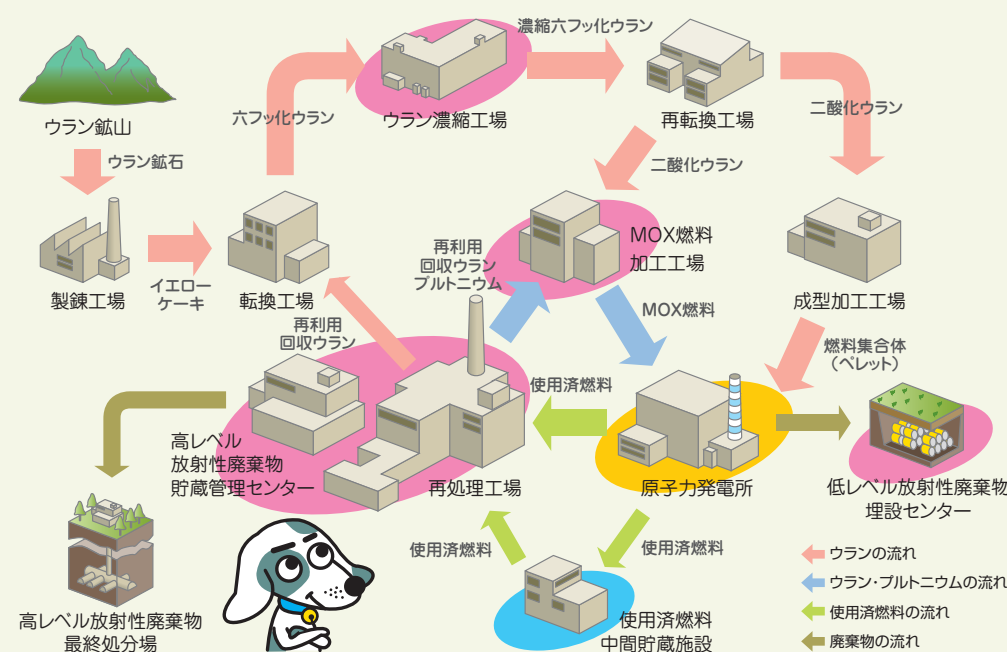 濃縮六フッ化ウラン
六フッ化ウラン
ウラン濃縮工場
再転換工場
二酸化ウラン
ウラン鉱山
ウラン鉱石
二酸化ウラン
MOX燃料
加工工場
再利用
回収ウラン
プルトニウム
イエロー
ケーキ
製錬工場
転換工場
成型加工工場
MOX燃料
再利用
回収ウラン
燃料集合体
（ペレット）
使用済燃料
高レベル
放射性廃棄物
貯蔵管理センター
再処理工場
原子力発電所
低レベル放射性廃棄物
埋設センター
使用済燃料
使用済燃料
高レベル放射性廃棄物
最終処分場
使用済燃料
中間貯蔵施設
ウランの流れ
ウラン・プルトニウムの流れ
使用済燃料の流れ
廃棄物の流れ